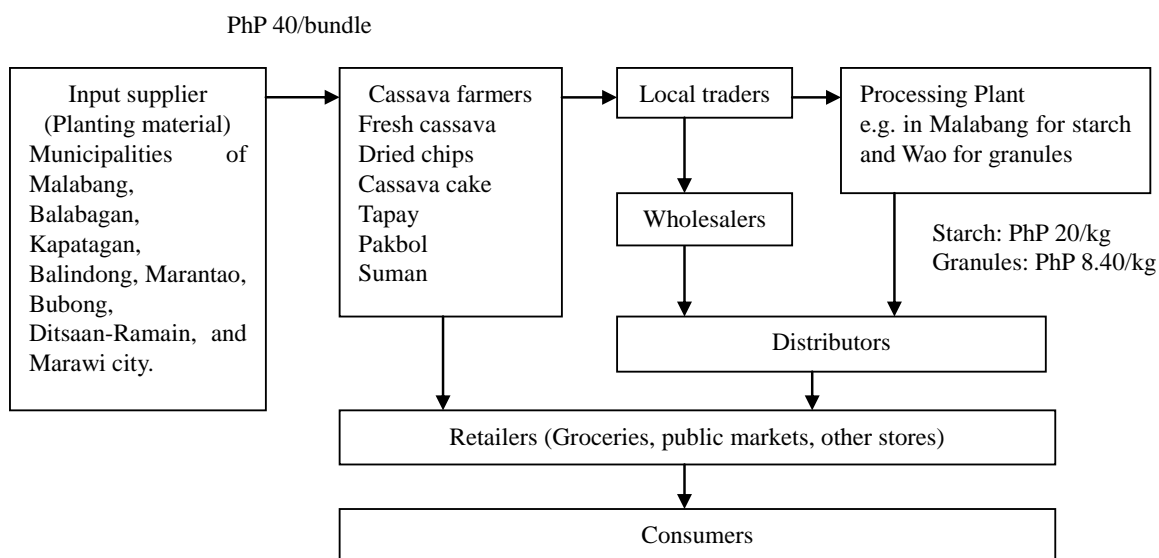 PhP 40/bundle
Input supplier
(Planting material)
Municipalities of
Malabang,
Balabagan,
Kapatagan,
Balindong, Marantao,
Bubong,
Ditsaan-Ramain, and
Marawi city.
Cassava farmers
Fresh cassava
Dried chips
Cassava cake
Tapay
Pakbol
Suman
Local traders
Processing Plant
e.g. in Malabang for starch
and Wao for granules
Wholesalers
Starch: PhP 20/kg
Granules: PhP 8.40/kg
Distributors
Retailers (Groceries, public markets, other stores)
Consumers